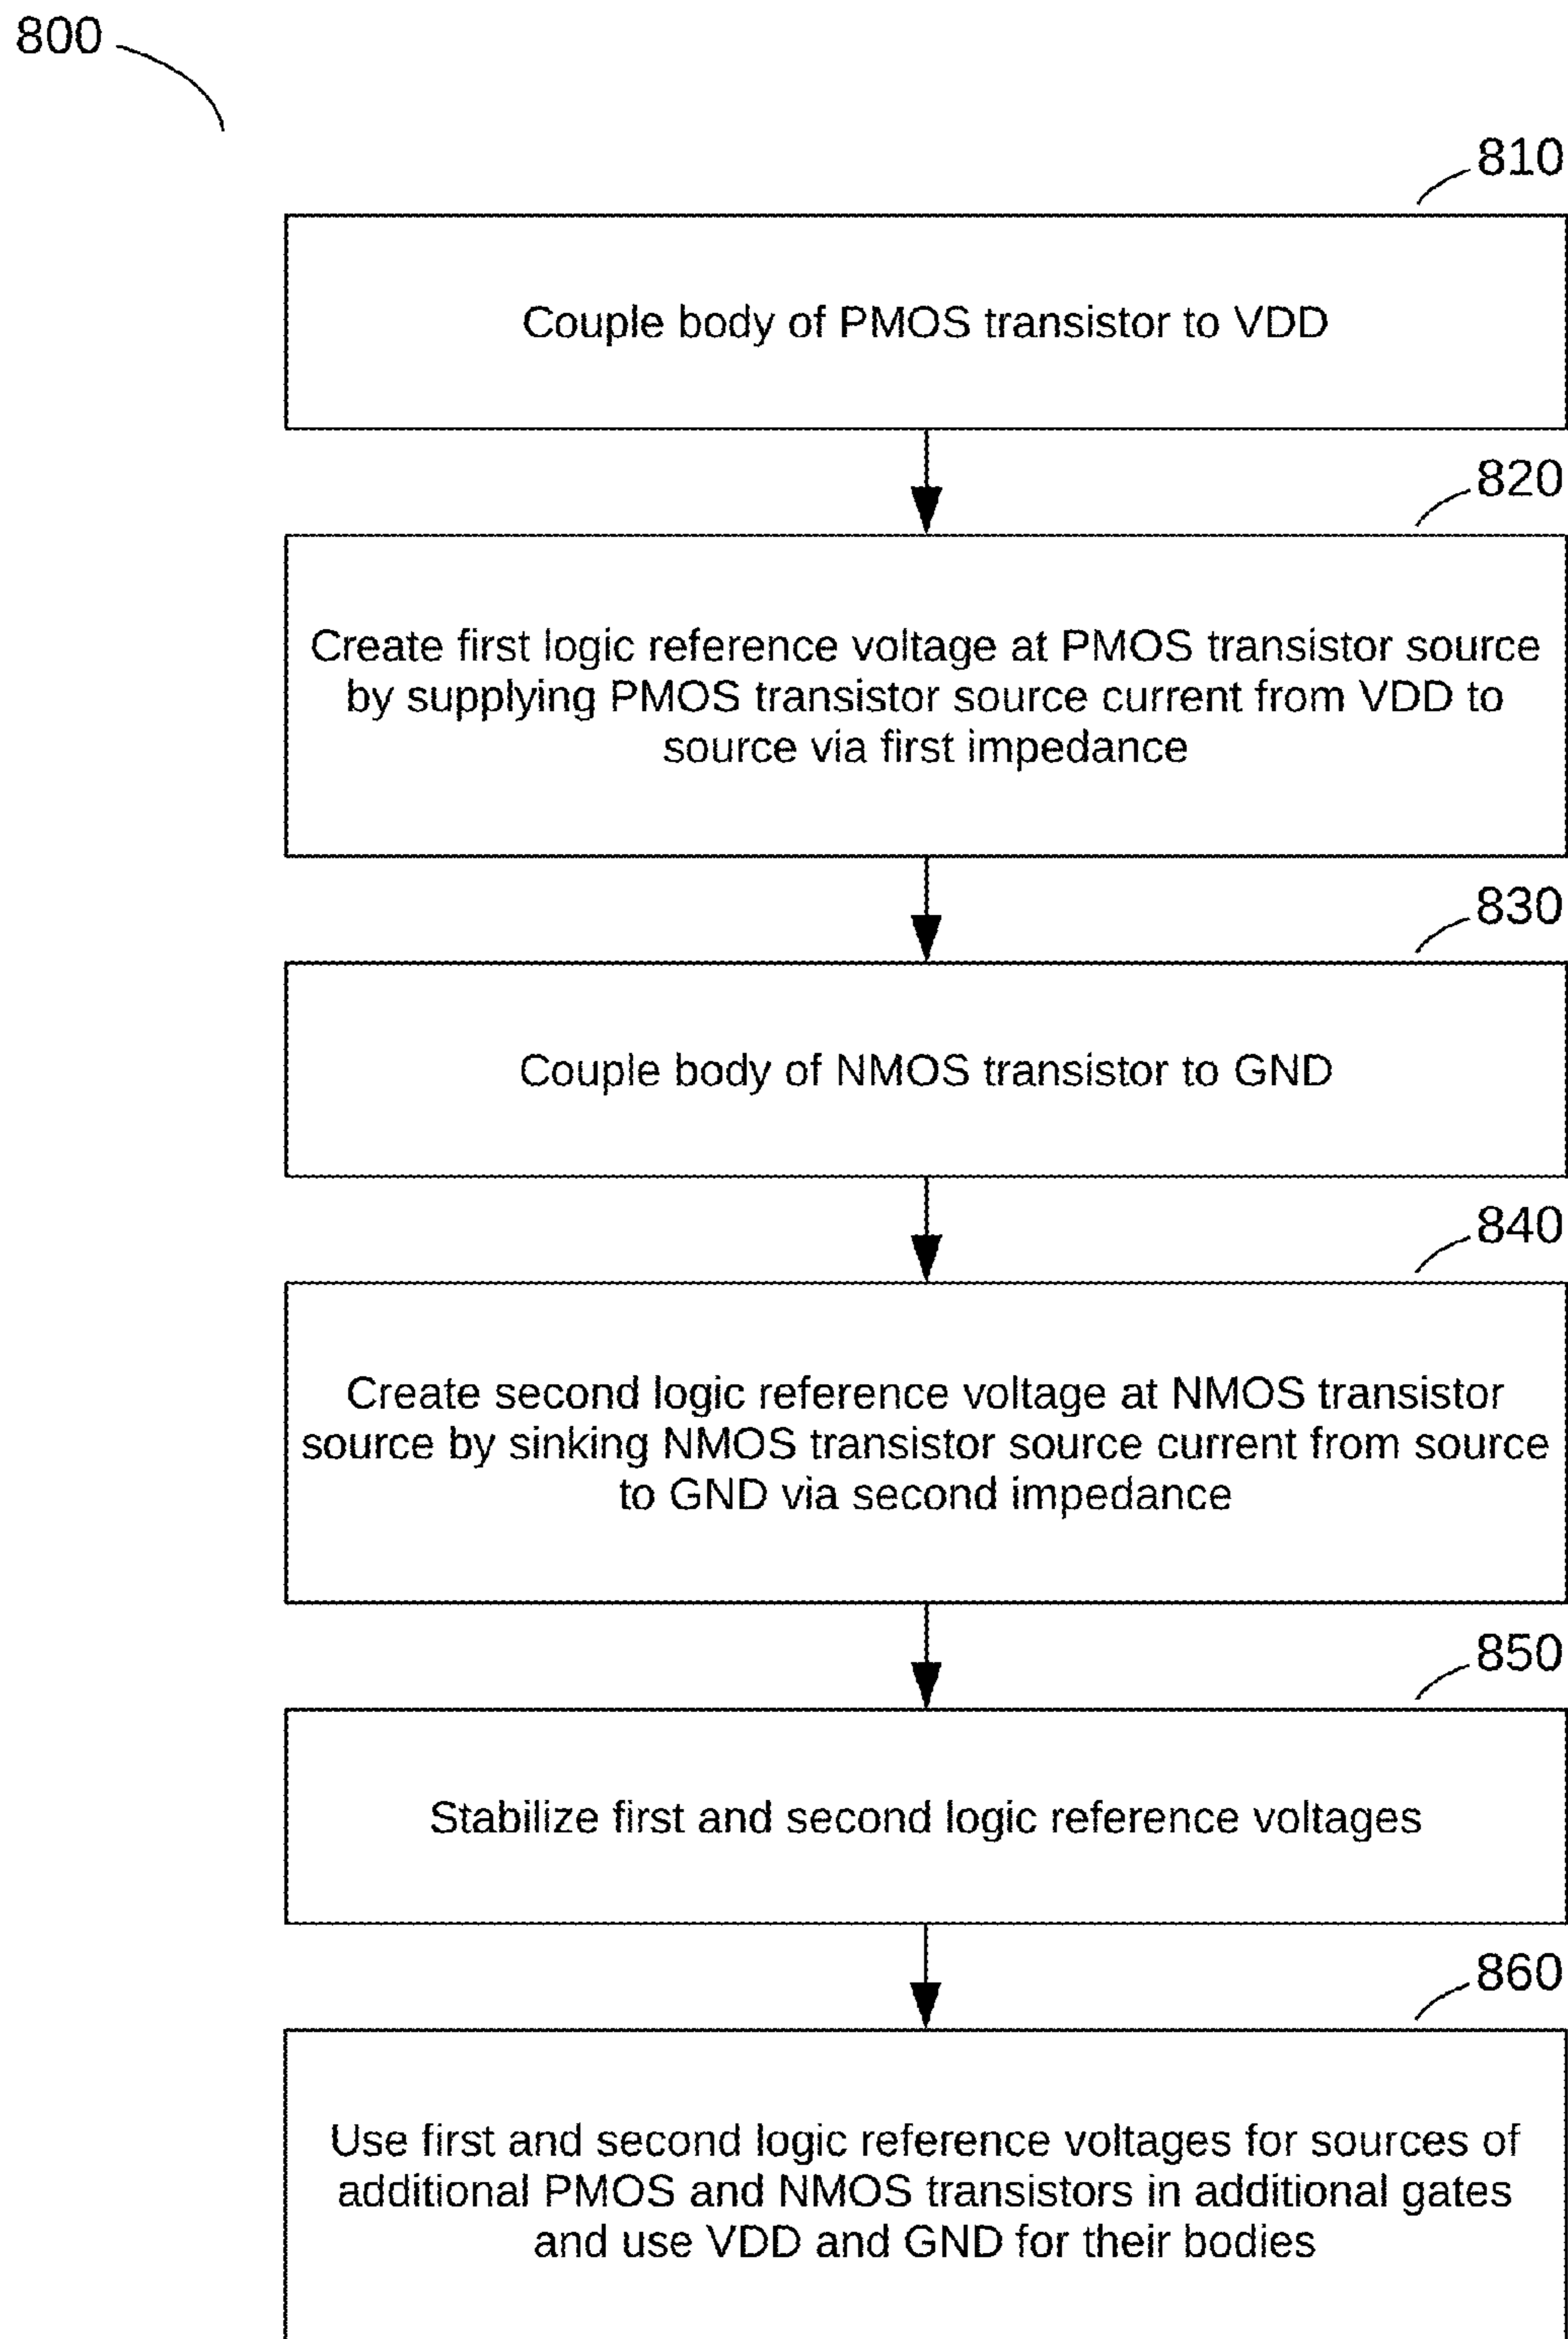 800
810
Couple body of PMOS transistor to VDD
820
Create first logic reference voltage at PMOS transistor source
by supplying PMOS transistor source current from VDD to
source via first impedance
830
Couple body of NMOS transistor to GND
840
Create second logic reference voltage at NMOS transistor
source by sinking NMOS transistor source current from source
to GND via second impedance
850
Stabilize first and second logic reference voltages
860
Use first and second logic reference voltages for sources of
additional PMOS and NMOS transistors in additional gates
and use VDD and GND for their bodies